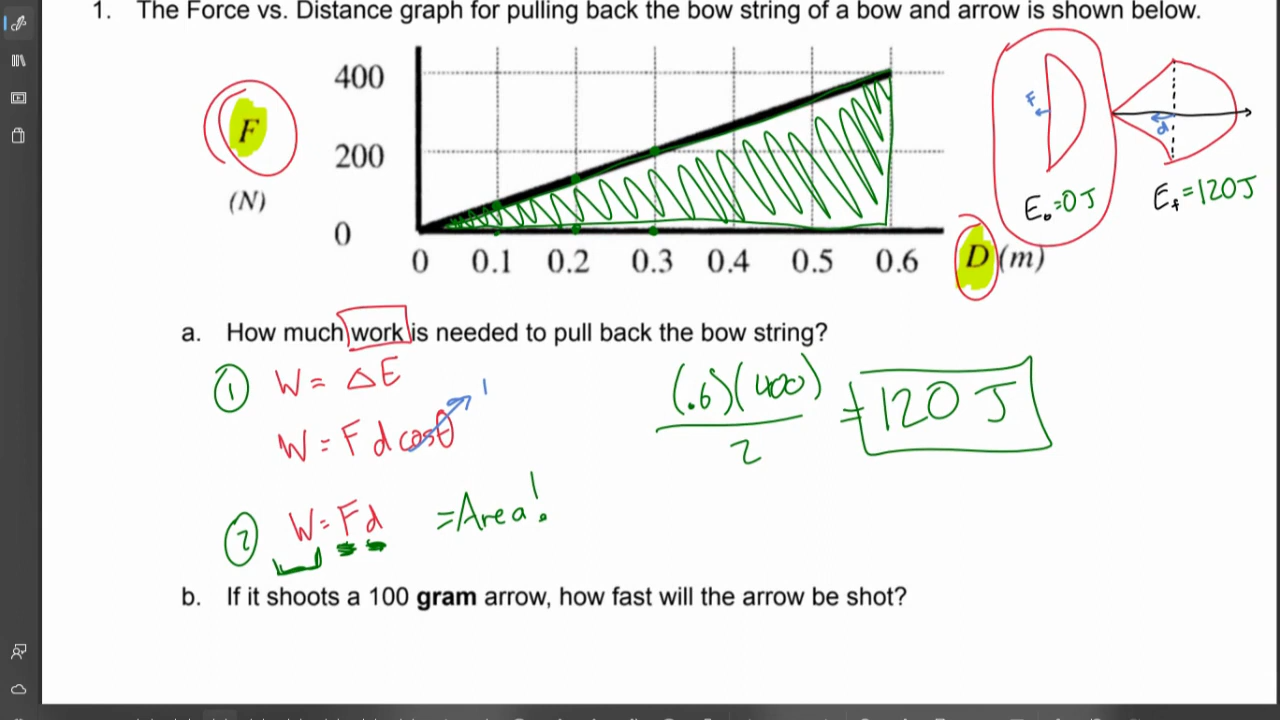 1. The Force vs. Distance graph for pulling back the bow string of a bow and arrow is shown below.
400
200
0
F
(N)
0 0.1 0.2 0.3 0.4 0.5 0.6 D (m)
F
d
E₀=0J
E_f=120J
a. How much work is needed to pull back the bow string?
① W = ΔE
W = F d cosθ 1
(.6)(400)
2
= 120 J
② W = Fd = Area!
b. If it shoots a 100 gram arrow, how fast will the arrow be shot?